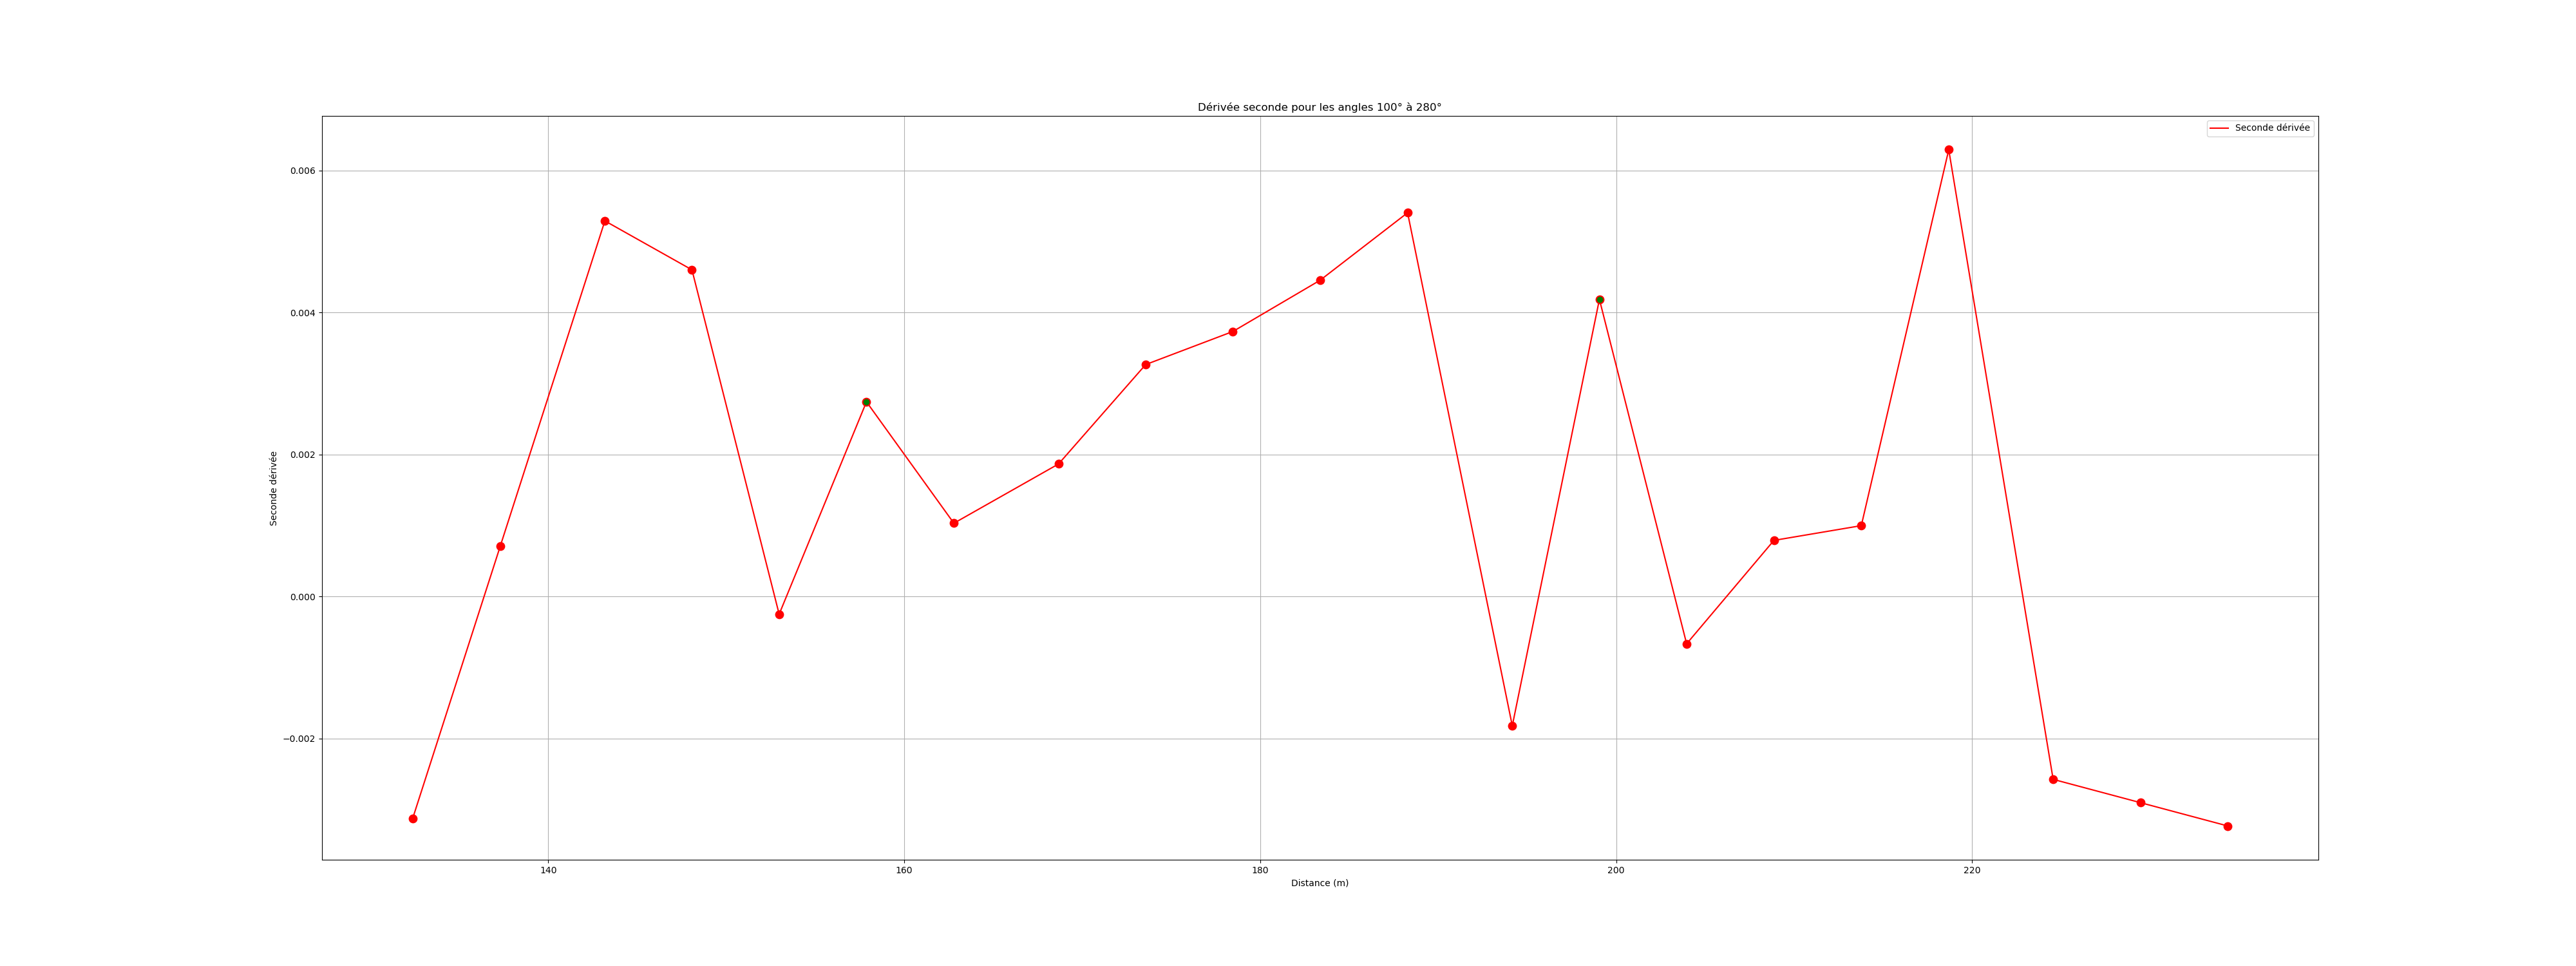 Dérivée seconde pour les angles 100° à 280°
Seconde dérivée
0.006
0.004
0.002
0.000
−0.002
Seconde dérivée
140
160
180
200
220
Distance (m)